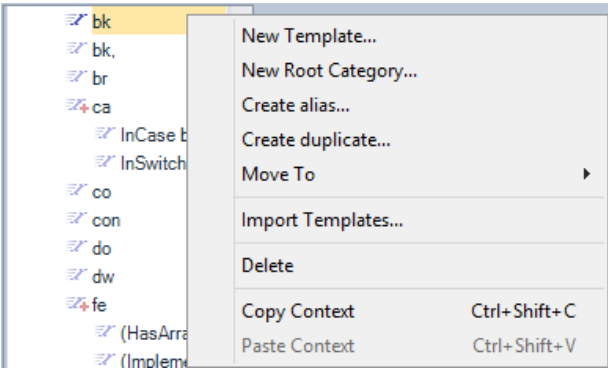 bk
bk,
br
ca
InCase
InSwitch
co
con
do
dw
fe
(HasArra
(Impleme
New Template...
New Root Category...
Create alias...
Create duplicate...
Move To
Import Templates...
Delete
Copy Context Ctrl+Shift+C
Paste Context Ctrl+Shift+V